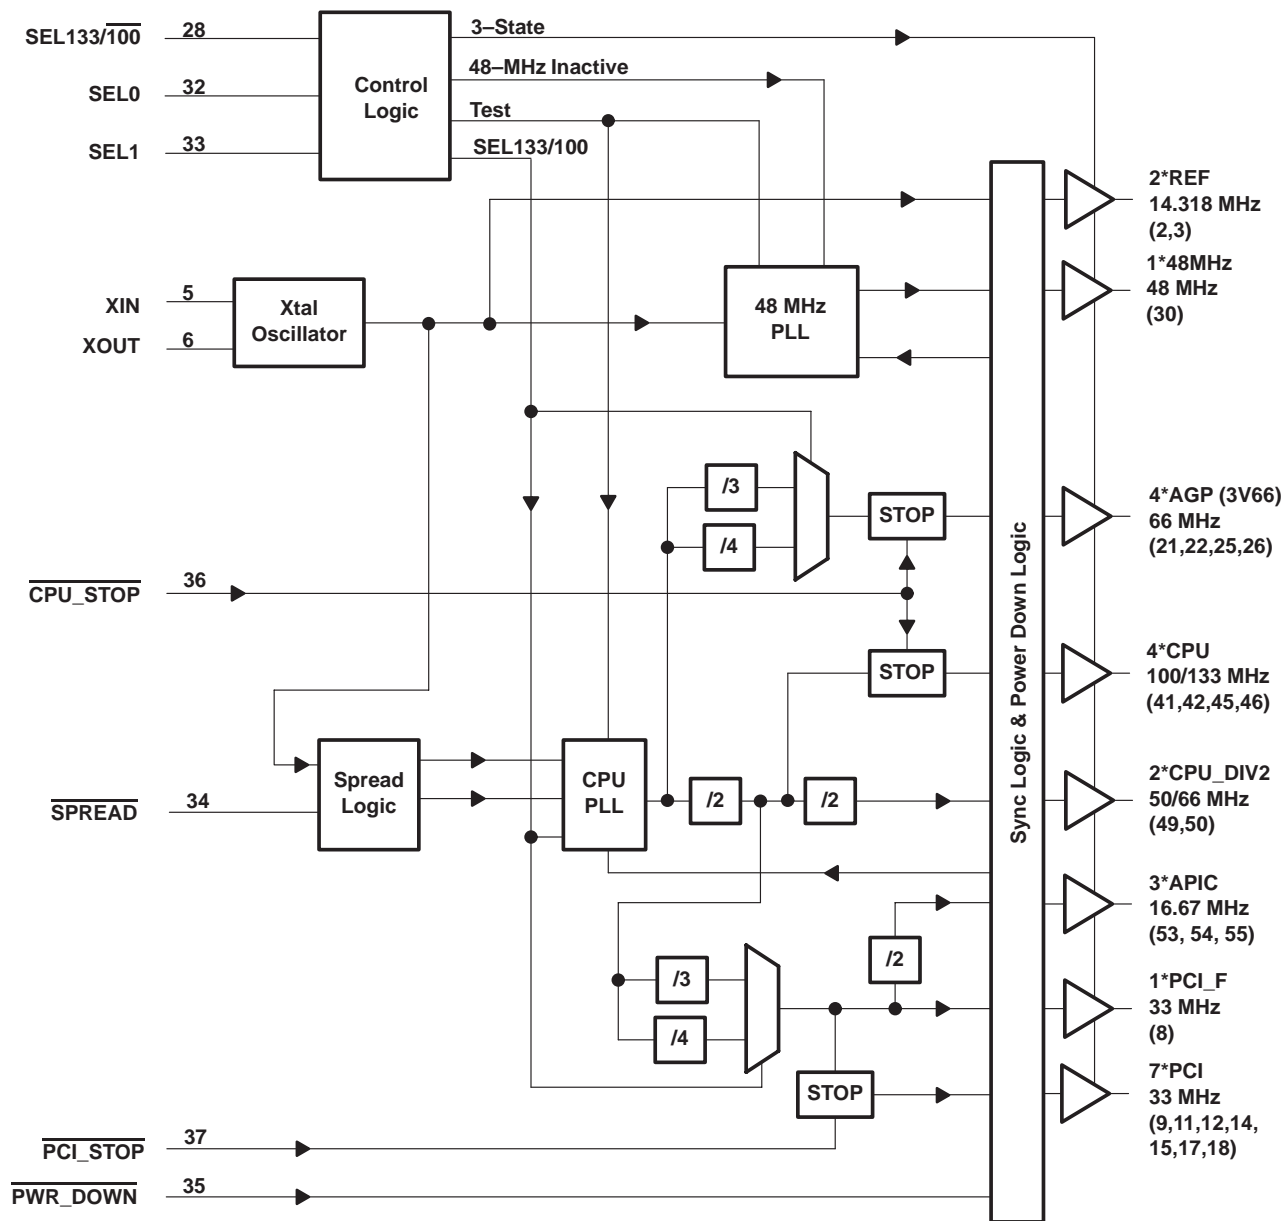 SEL133/100
28
SEL0
32
SEL1
33
Control
Logic
3–State
48–MHz Inactive
Test
SEL133/100
XIN
5
XOUT
6
Xtal
Oscillator
48 MHz
PLL
2*REF
14.318 MHz
(2,3)
1*48MHz
48 MHz
(30)
/3
/4
STOP
4*AGP (3V66)
66 MHz
(21,22,25,26)
CPU_STOP
36
STOP
4*CPU
100/133 MHz
(41,42,45,46)
Sync Logic & Power Down Logic
SPREAD
34
Spread
Logic
CPU
PLL
/2
/2
2*CPU_DIV2
50/66 MHz
(49,50)
3*APIC
16.67 MHz
(53, 54, 55)
/2
/3
/4
1*PCI_F
33 MHz
(8)
STOP
7*PCI
33 MHz
(9,11,12,14,
15,17,18)
PCI_STOP
37
PWR_DOWN
35